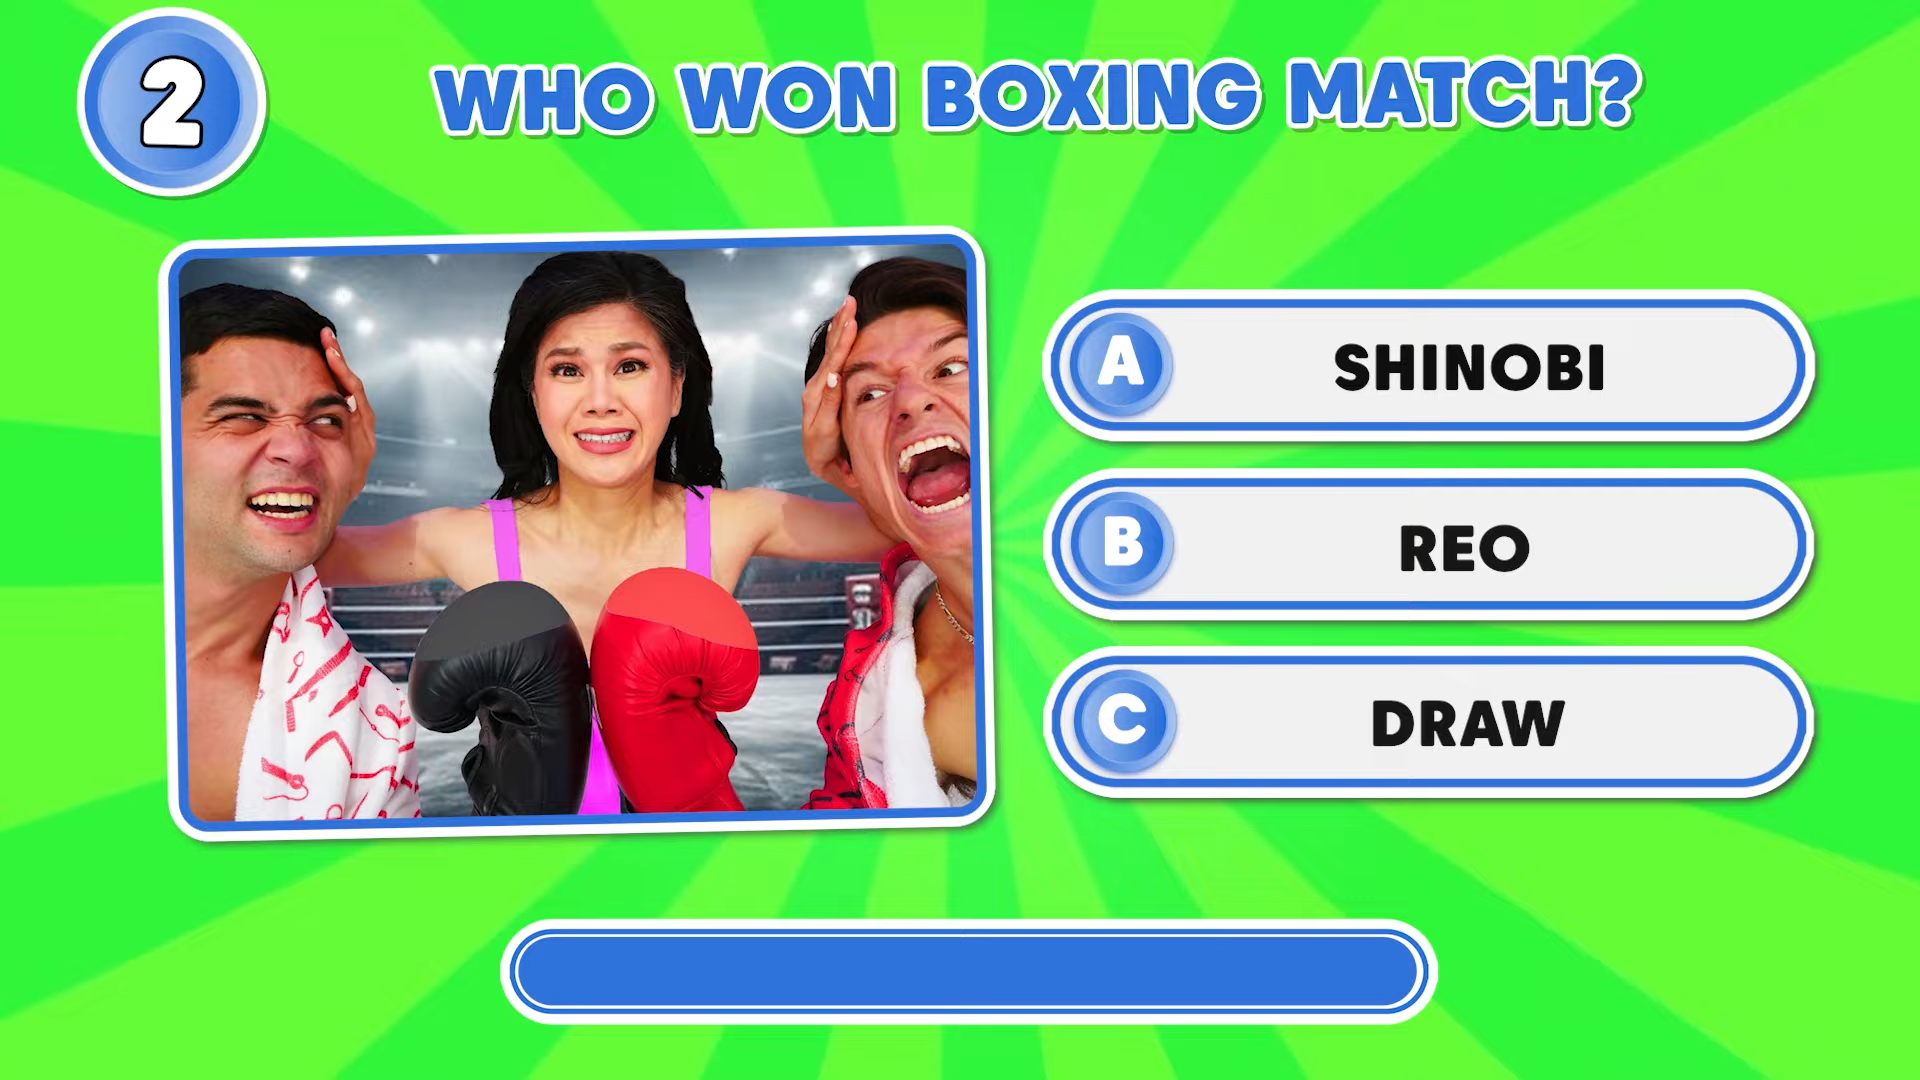 2
WHO WON BOXING MATCH?
A SHINOBI
B REO
C DRAW